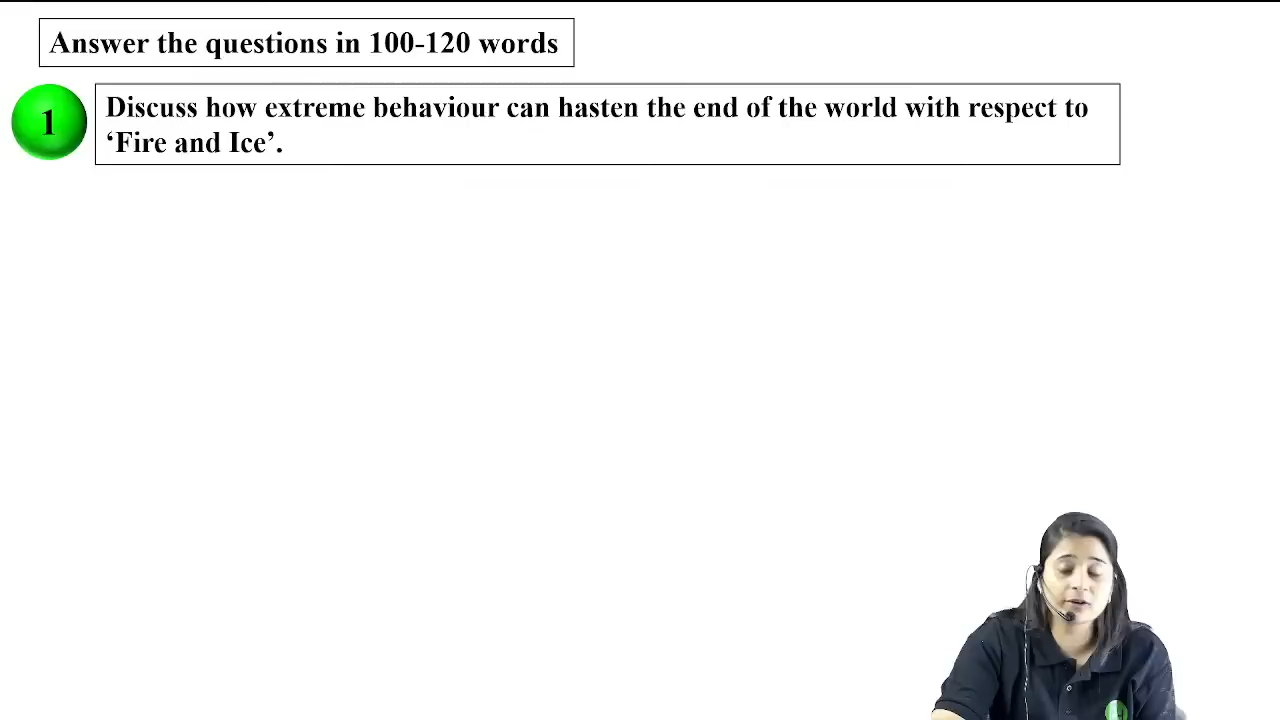 Answer the questions in 100-120 words
1
Discuss how extreme behaviour can hasten the end of the world with respect to
‘Fire and Ice’.